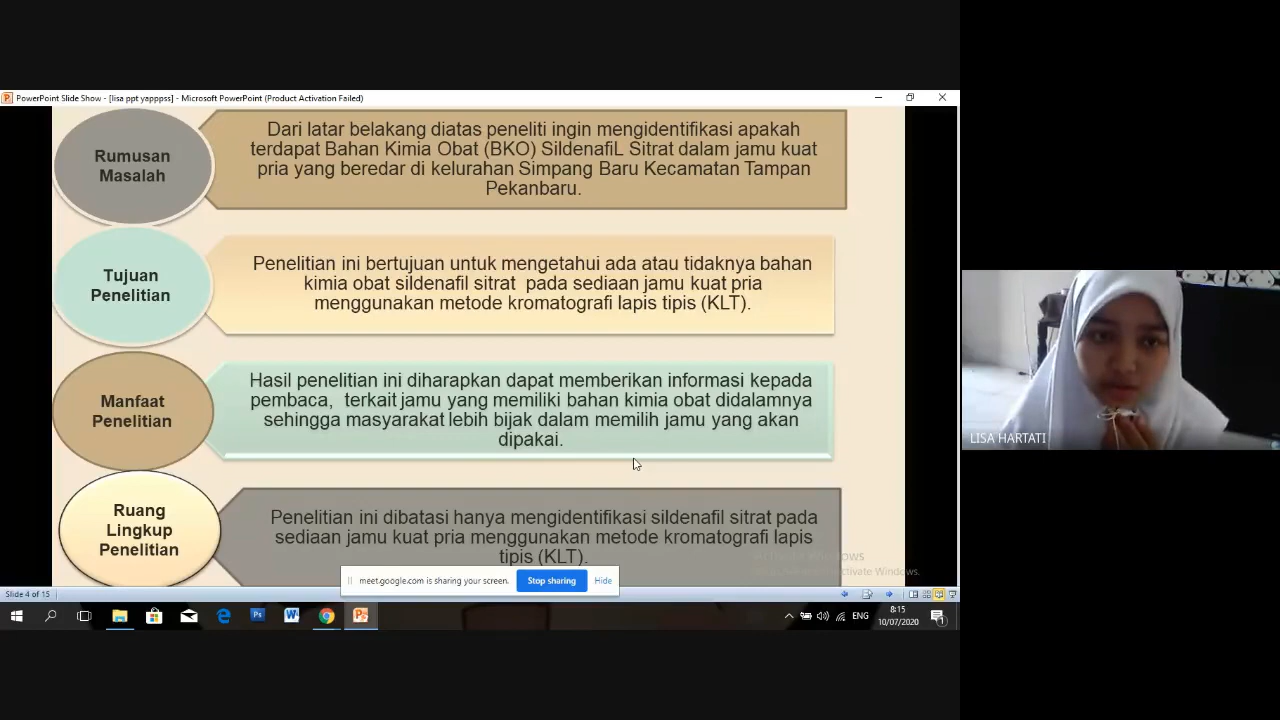 PowerPoint Slide Show - [lisa ppt yapppss] - Microsoft PowerPoint (Product Activation Failed)
Rumusan
Masalah
Dari latar belakang diatas peneliti ingin mengidentifikasi apakah
terdapat Bahan Kimia Obat (BKO) SildenafiL Sitrat dalam jamu kuat
pria yang beredar di kelurahan Simpang Baru Kecamatan Tampan
Pekanbaru.
Tujuan
Penelitian
Penelitian ini bertujuan untuk mengetahui ada atau tidaknya bahan
kimia obat sildenafil sitrat pada sediaan jamu kuat pria
menggunakan metode kromatografi lapis tipis (KLT).
Manfaat
Penelitian
Hasil penelitian ini diharapkan dapat memberikan informasi kepada
pembaca, terkait jamu yang memiliki bahan kimia obat didalamnya
sehingga masyarakat lebih bijak dalam memilih jamu yang akan
dipakai.
Ruang
Lingkup
Penelitian
Penelitian ini dibatasi hanya mengidentifikasi sildenafil sitrat pada
sediaan jamu kuat pria menggunakan metode kromatografi lapis
tipis (KLT).
Activate Windows
ctivate Windows.
meet.google.com is sharing your screen.
Stop sharing
Hide
Slide 4 of 15
ENG
8:15
10/07/2020
LISA HARTATI